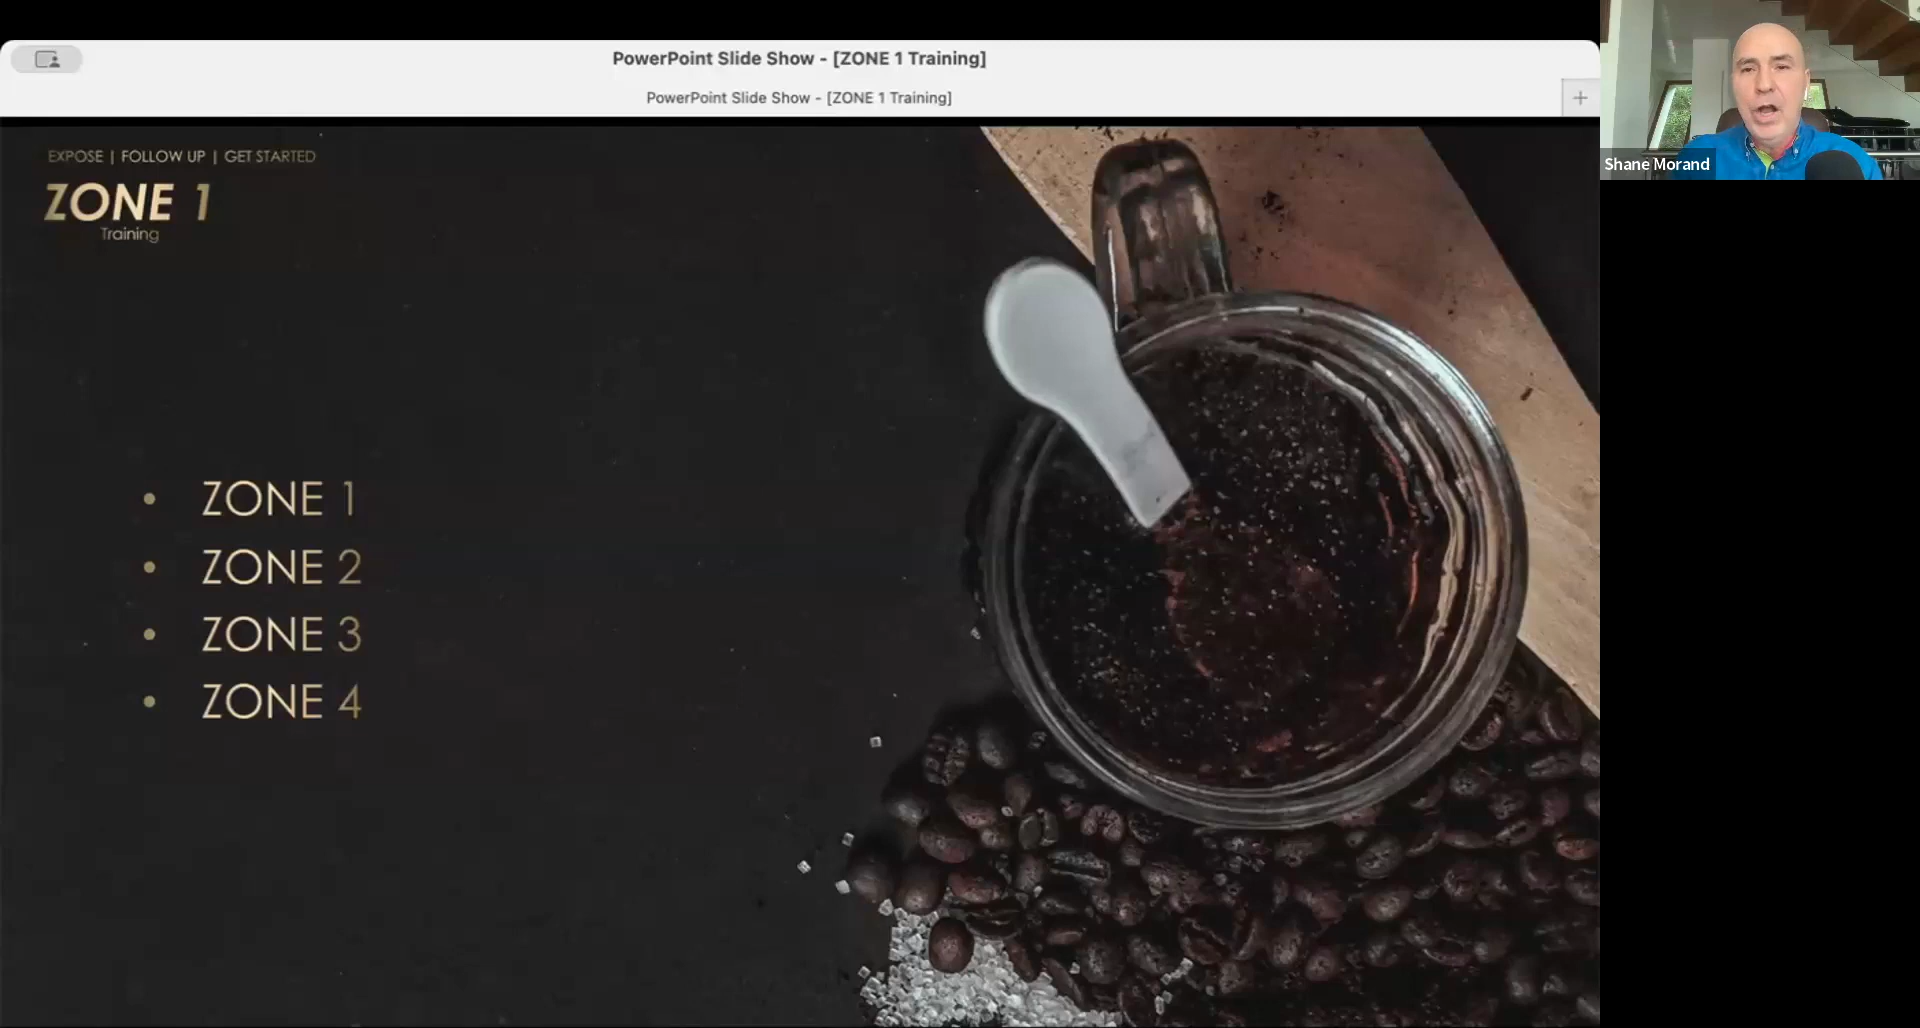 PowerPoint Slide Show - [ZONE 1 Training]
PowerPoint Slide Show - [ZONE 1 Training]
EXPOSE | FOLLOW UP | GET STARTED
ZONE 1
Training
• ZONE 1
• ZONE 2
• ZONE 3
• ZONE 4
Shane Morand